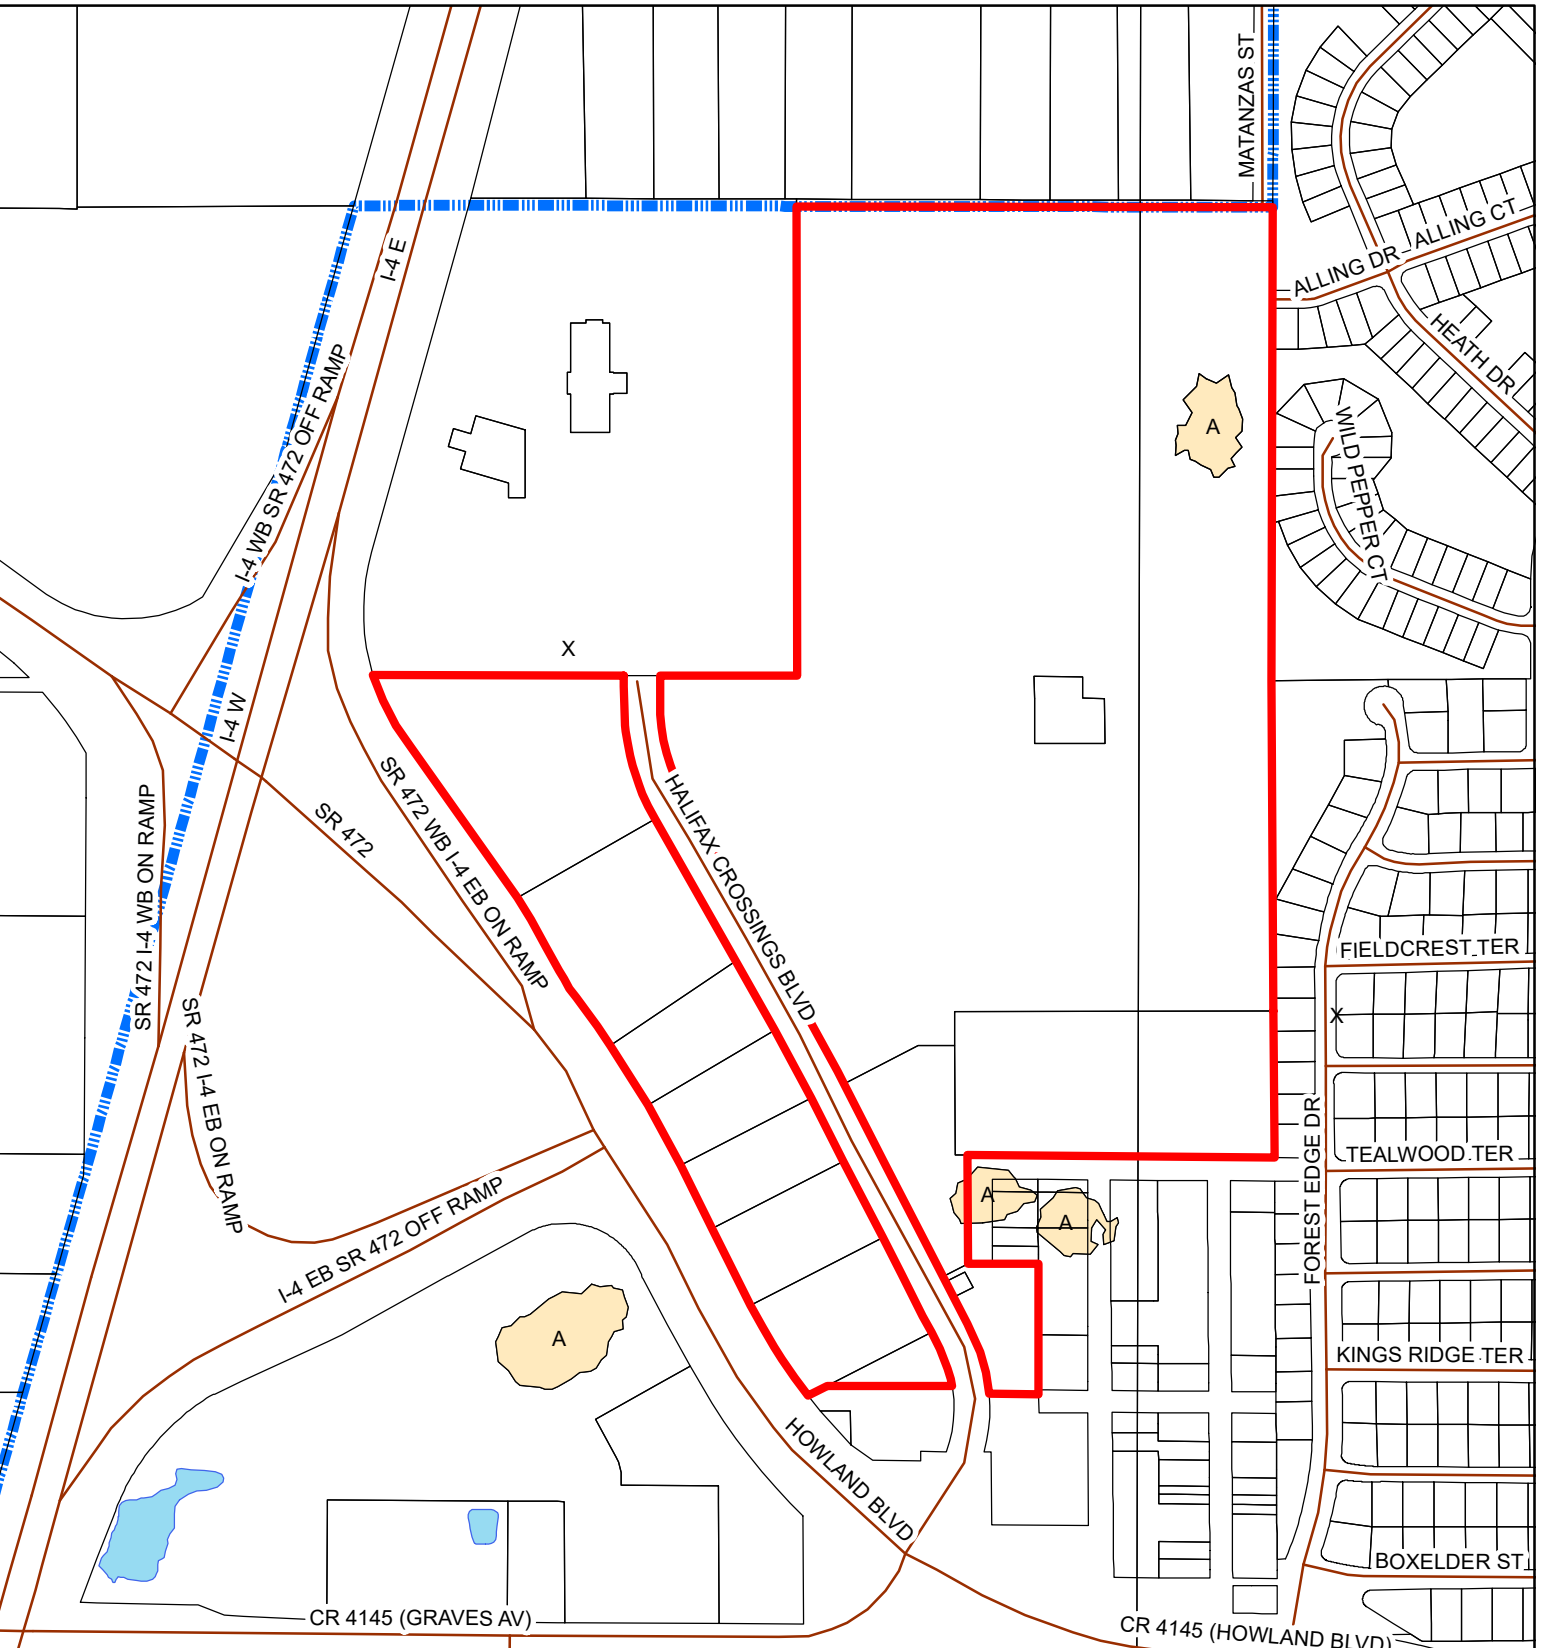 MATANZAS ST
I-4 E
ALLING DR
ALLING CT
HEATH DR
I-4 WB SR 472 OFF RAMP
A
WILD PEPPER CT
X
I-4 W
SR 472 WB I-4 EB ON RAMP
SR 472
HALIFAX CROSSINGS BLVD
SR 472 I-4 WB ON RAMP
FIELDCREST TER
SR 472 I-4 EB ON RAMP
X
FOREST EDGE DR
TEALWOOD TER
A
A
I-4 EB SR 472 OFF RAMP
A
KINGS RIDGE TER
HOWLAND BLVD
BOXELDER ST
CR 4145 (GRAVES AV)
CR 4145 (HOWLAND BLVD)